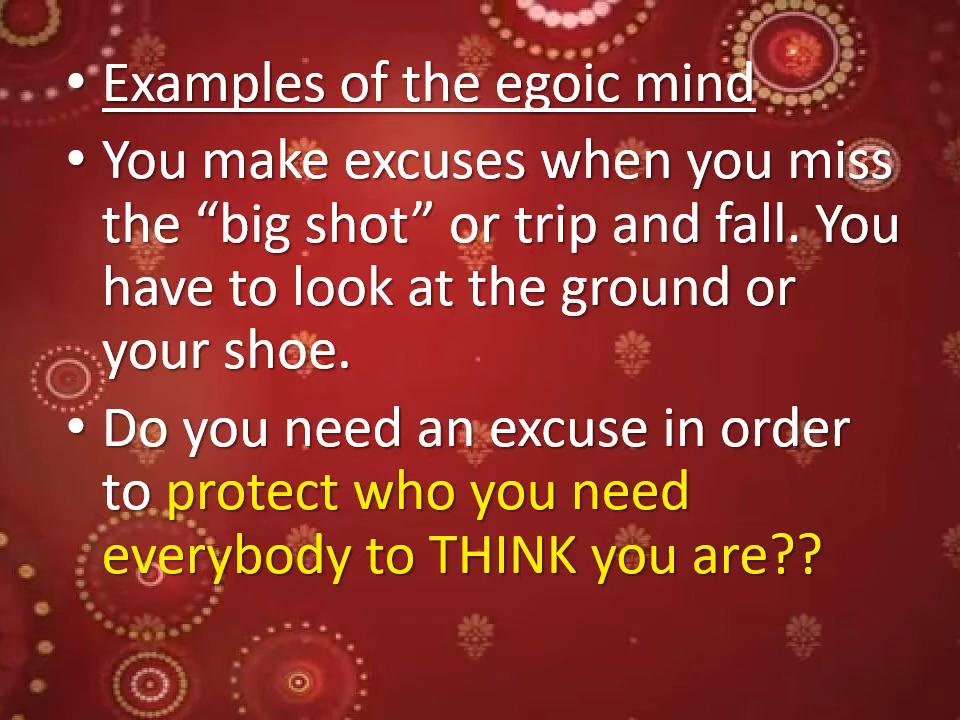 • Examples of the egoic mind
• You make excuses when you miss
the “big shot” or trip and fall. You
have to look at the ground or
your shoe.
• Do you need an excuse in order
to protect who you need
everybody to THINK you are??